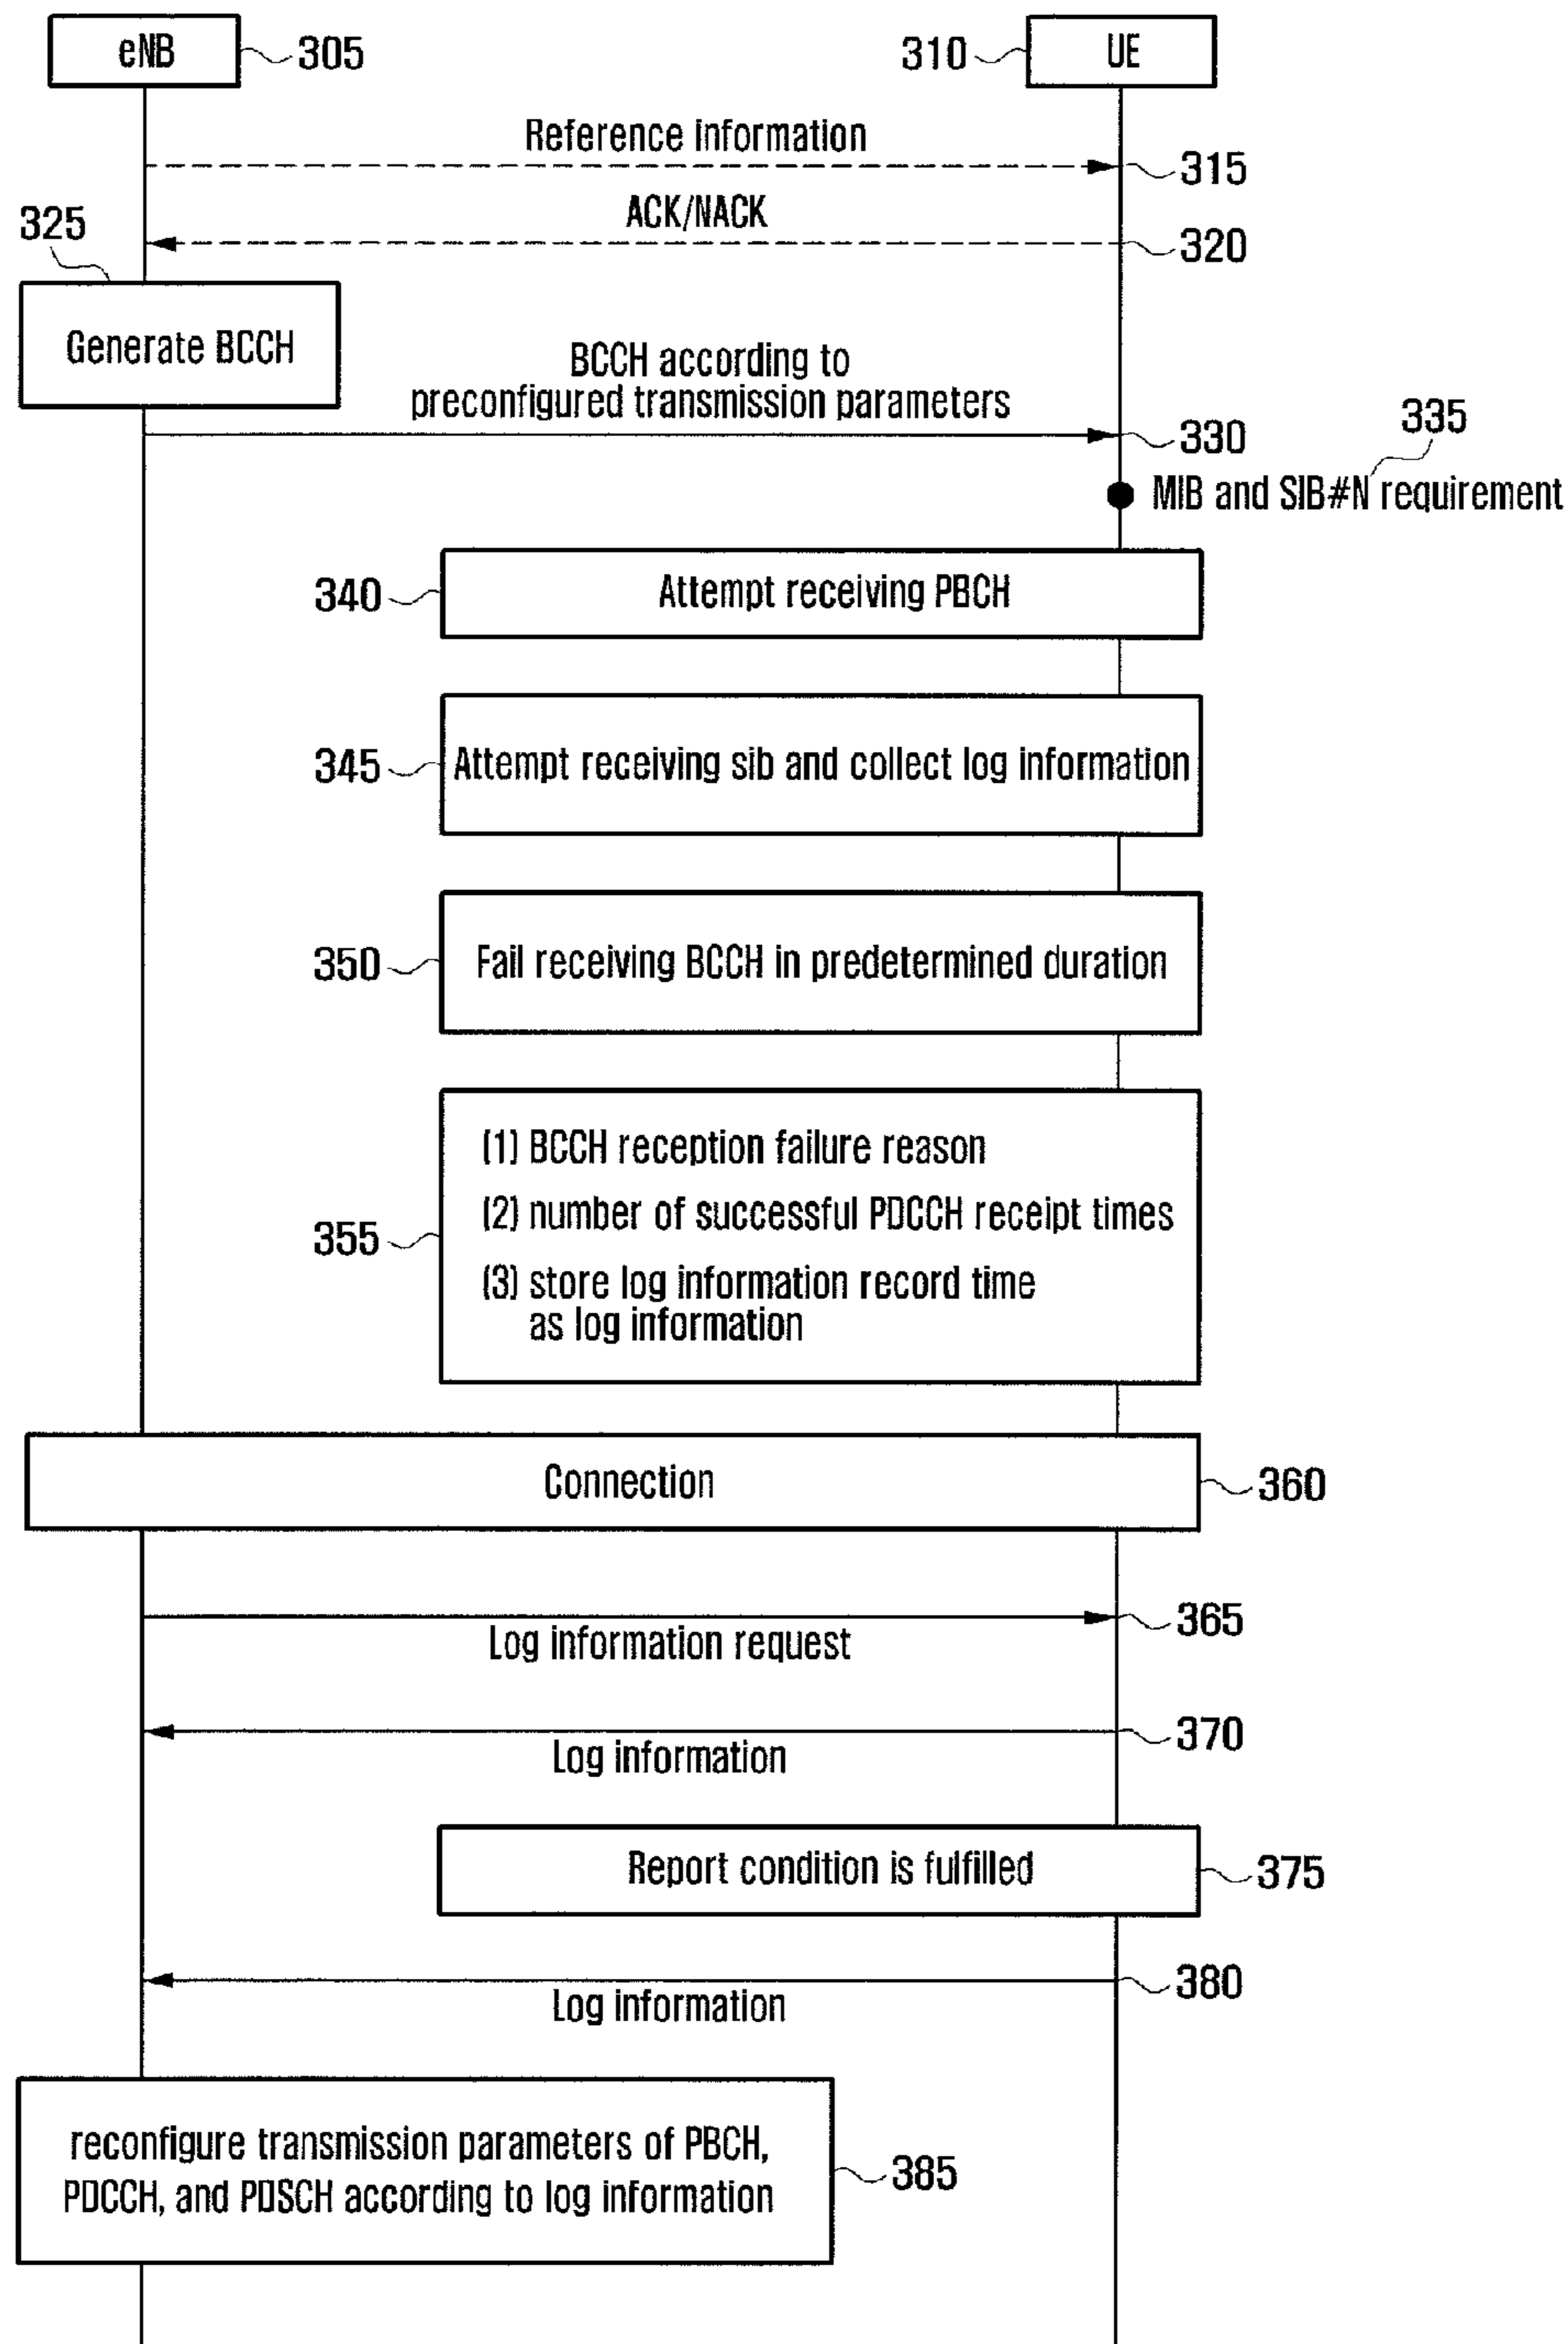 eNB 305 310 UE
Reference information
315
ACK/NACK
325
320
Generate BCCH
BCCH according to
preconfigured transmission parameters
330
335
MIB and SIB#N requirement
340 Attempt receiving PBCH
345 Attempt receiving sib and collect log information
350 Fail receiving BCCH in predetermined duration
(1) BCCH reception failure reason
(2) number of successful PDCCH receipt times
355
(3) store log information record time
as log information
Connection 360
365
Log information request
370
Log information
Report condition is fulfilled 375
380
Log information
reconfigure transmission parameters of PBCH,
PDCCH, and PDSCH according to log information
385